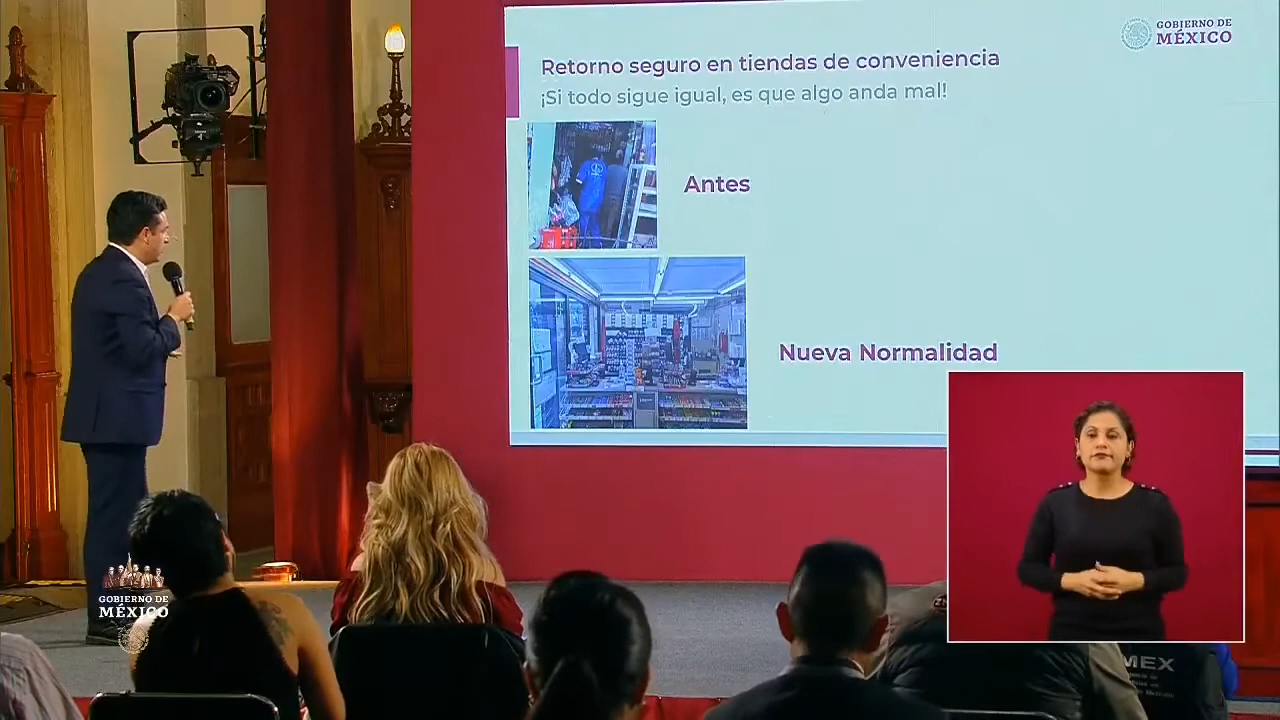 GOBIERNO DE
MÉXICO
Retorno seguro en tiendas de conveniencia
¡Si todo sigue igual, es que algo anda mal!
Antes
Nueva Normalidad
GOBIERNO DE
MÉXICO
MEX